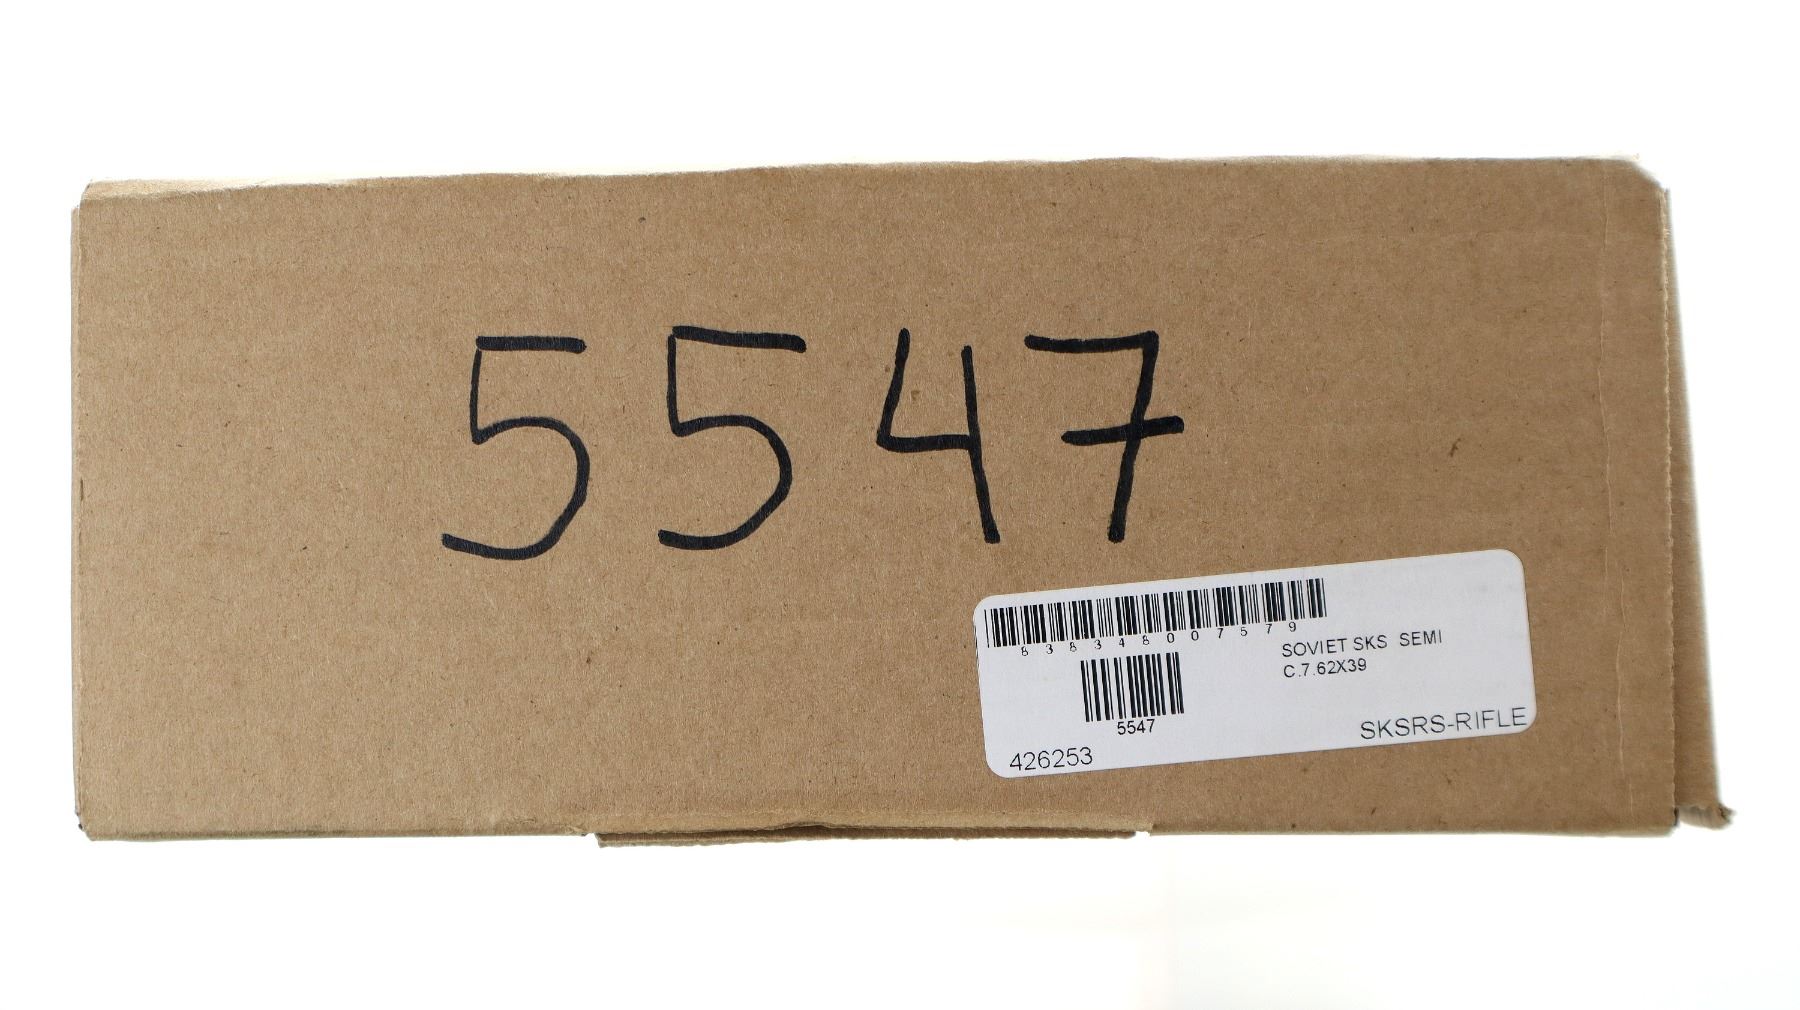 5547
838348007579
SOVIET SKS SEMI
C.7.62X39
5547
SKSRS-RIFLE
426253